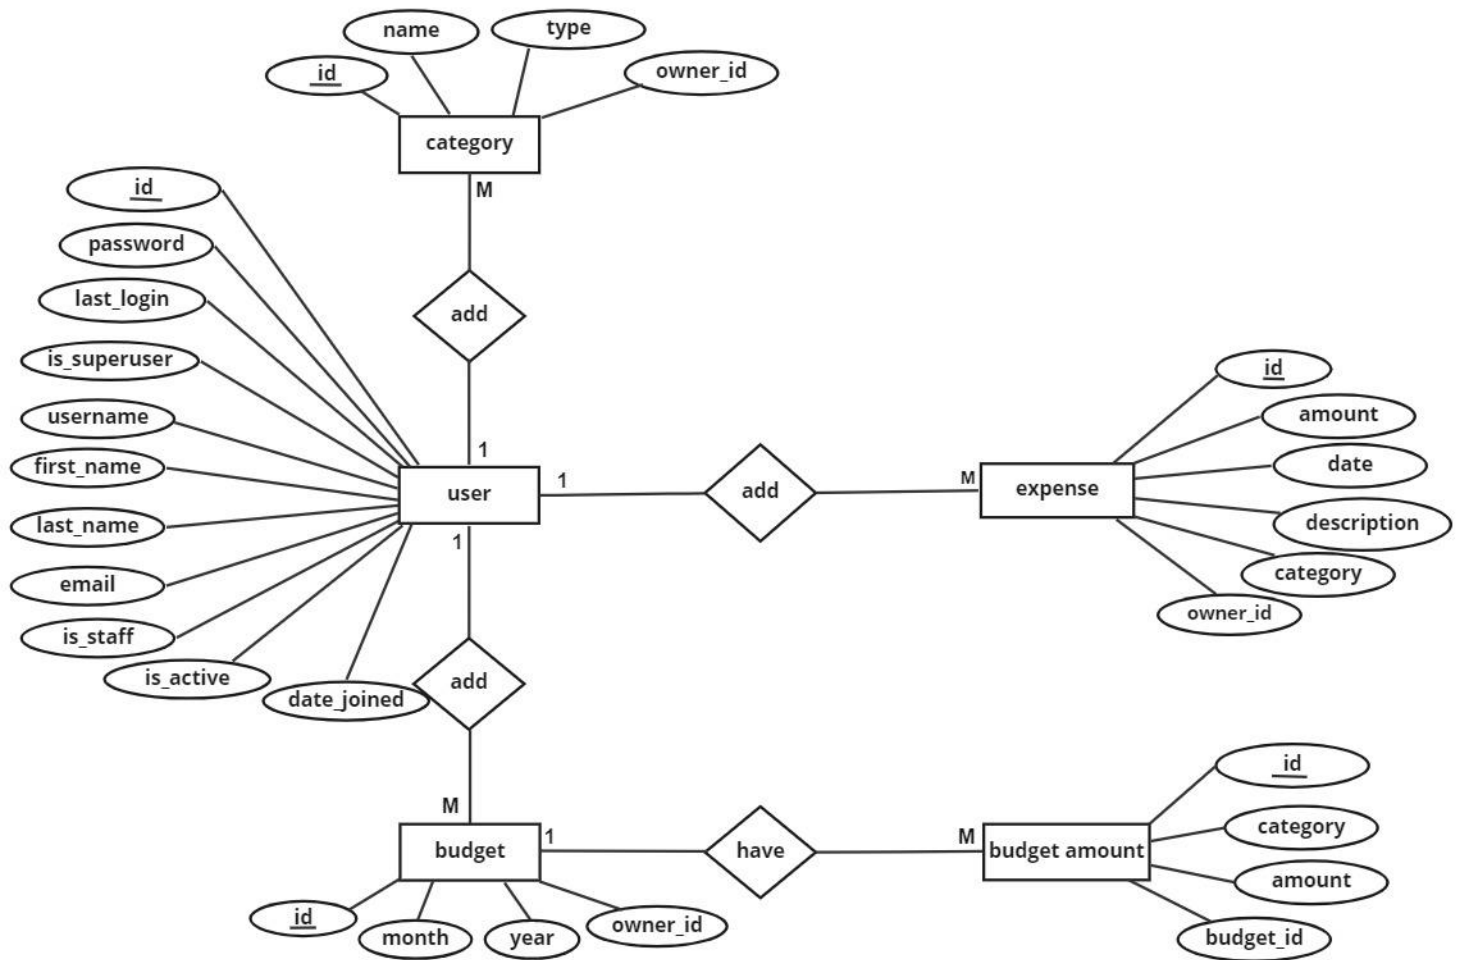 name
type
id
owner_id
category
M
id
password
add
last_login
is_superuser
id
username
amount
1
first_name
date
user
1
add
M
expense
last_name
description
1
email
category
owner_id
is_staff
is_active
add
date_joined
id
M
category
1
M
budget
have
budget amount
amount
id
month
year
owner_id
budget_id